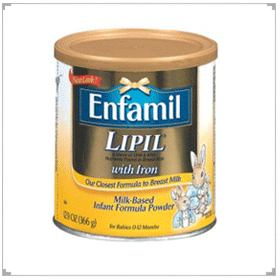 New Look!
Enfamil
LIPIL®
with Iron
Our Closest Formula to Breast Milk
Milk-Based
Infant Formula Powder
12.9 OZ (366 g)
for Babies 0-12 Months